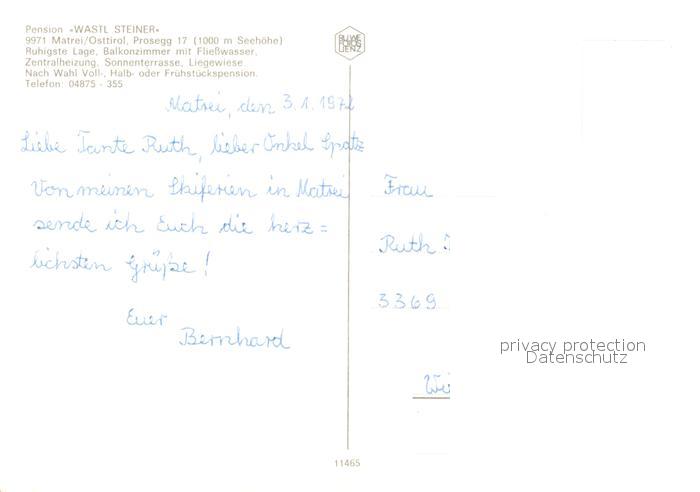 Pension «WASTL STEINER»
9971 Matrei/Osttirol, Prosegg 17 (1000 m Seehöhe)
Ruhigste Lage, Balkonzimmer mit Fließwasser,
Zentralheizung, Sonnenterrasse, Liegewiese.
Nach Wahl Voll-, Halb- oder Frühstückspension.
Telefon: 04875 - 355
Matrei, den 3.1.1972
Liebe Tante Ruth, lieber Onkel Spatz
Von meinen Skiferien in Matrei
sende ich Euch die herz=
lichsten Grüße!
Euer
Bernhard
Frau
Ruth
3369
privacy protection
Datenschutz
11465